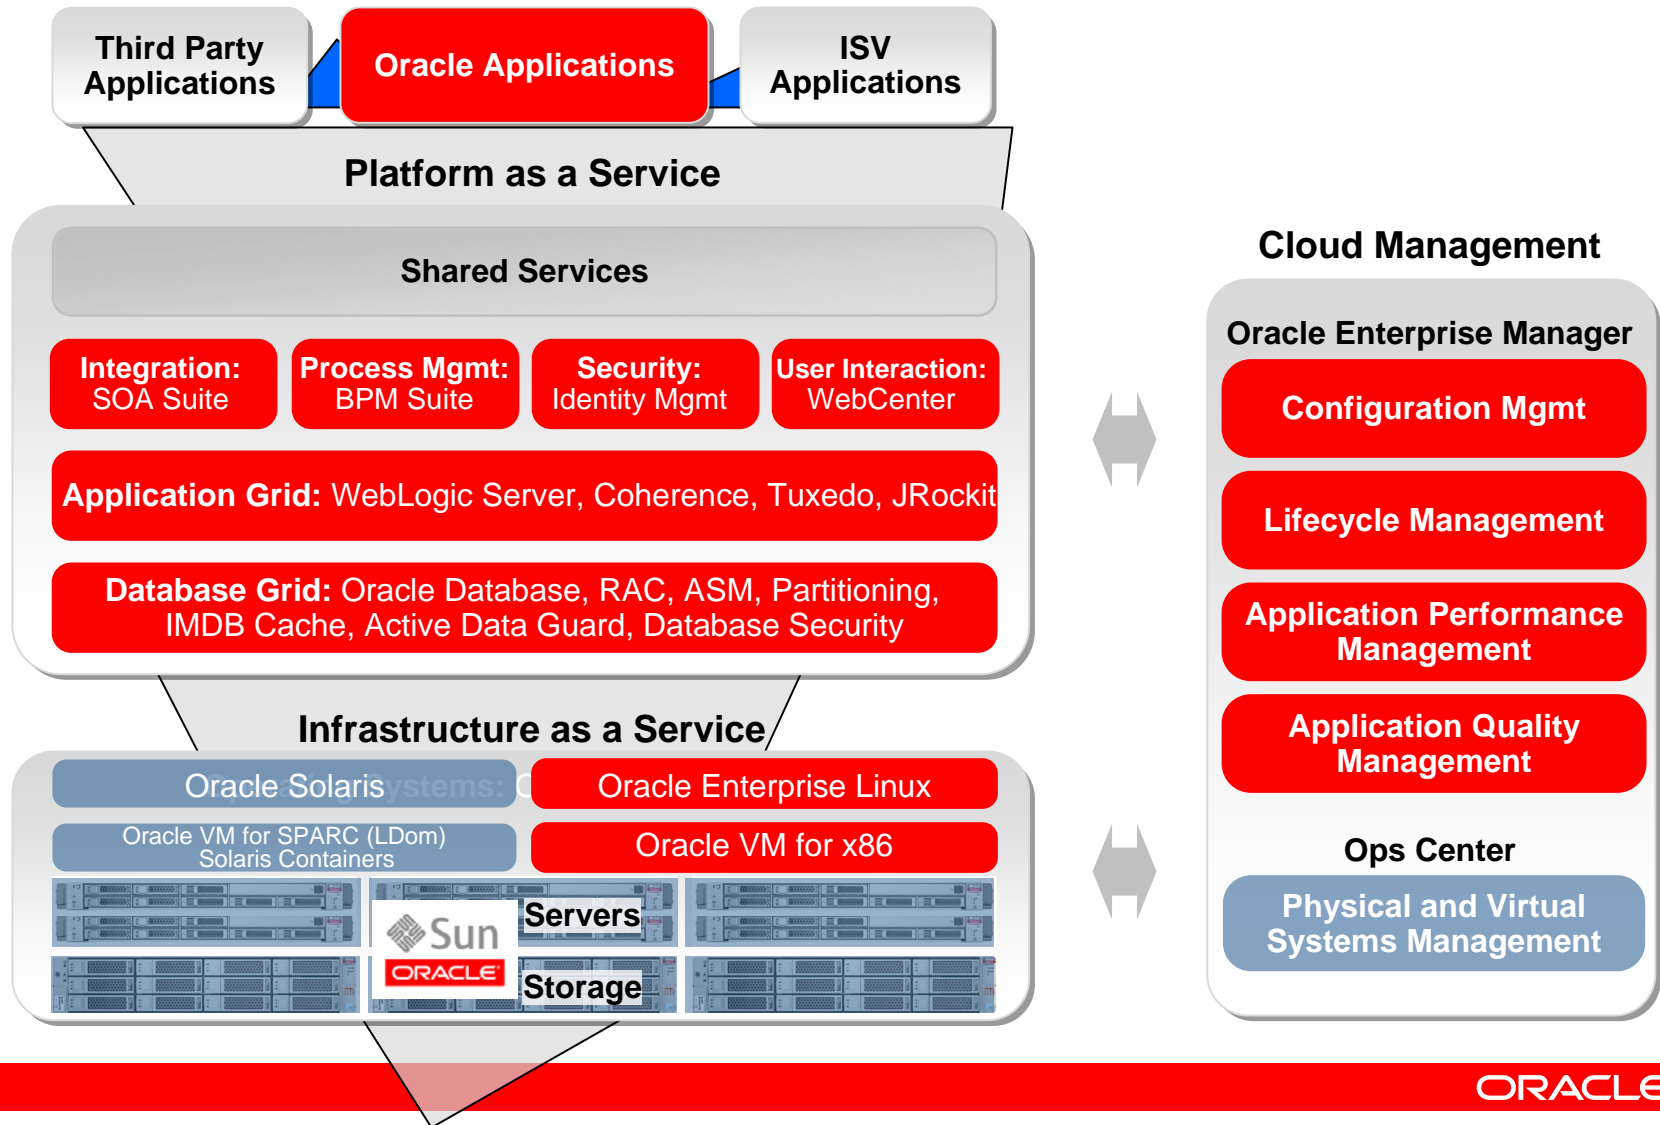 Third Party
Applications
Oracle Applications
ISV
Applications
Platform as a Service
Shared Services
Integration:
SOA Suite
Process Mgmt:
BPM Suite
Security:
Identity Mgmt
User Interaction:
WebCenter
Application Grid: WebLogic Server, Coherence, Tuxedo, JRockit
Database Grid: Oracle Database, RAC, ASM, Partitioning,
IMDB Cache, Active Data Guard, Database Security
Infrastructure as a Service
Oracle Solaris
Oracle Enterprise Linux
Oracle VM for SPARC (LDom)
Solaris Containers
Oracle VM for x86
Servers
Sun
ORACLE
Storage
Cloud Management
Oracle Enterprise Manager
Configuration Mgmt
Lifecycle Management
Application Performance
Management
Application Quality
Management
Ops Center
Physical and Virtual
Systems Management
ORACLE